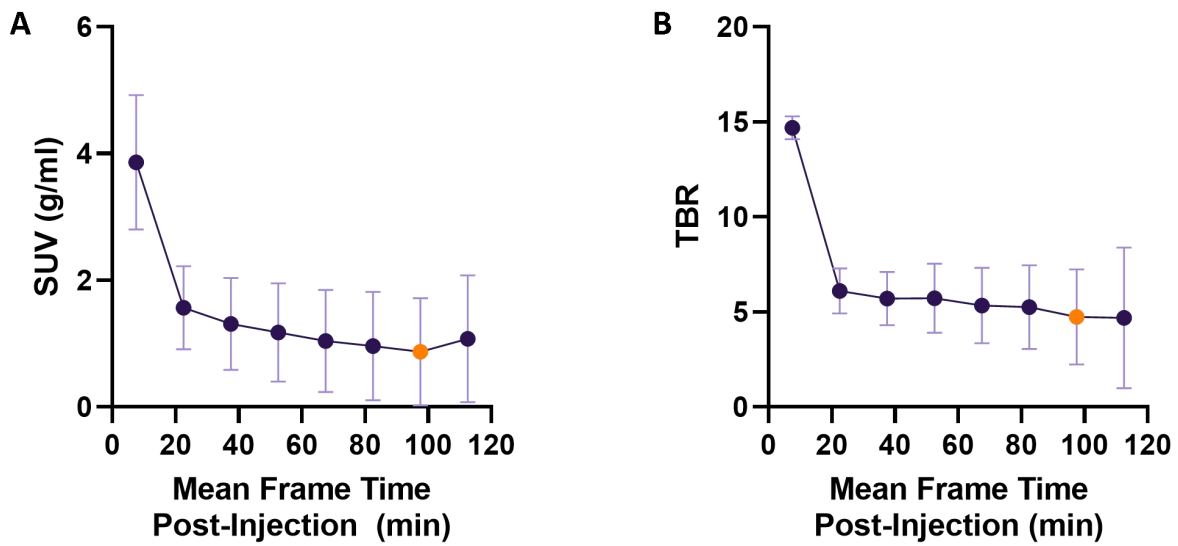 A
6
4
2
0
SUV (g/ml)
0 20 40 60 80 100 120
Mean Frame Time
Post-Injection (min)
B
20
15
10
5
0
TBR
0 20 40 60 80 100 120
Mean Frame Time
Post-Injection (min)